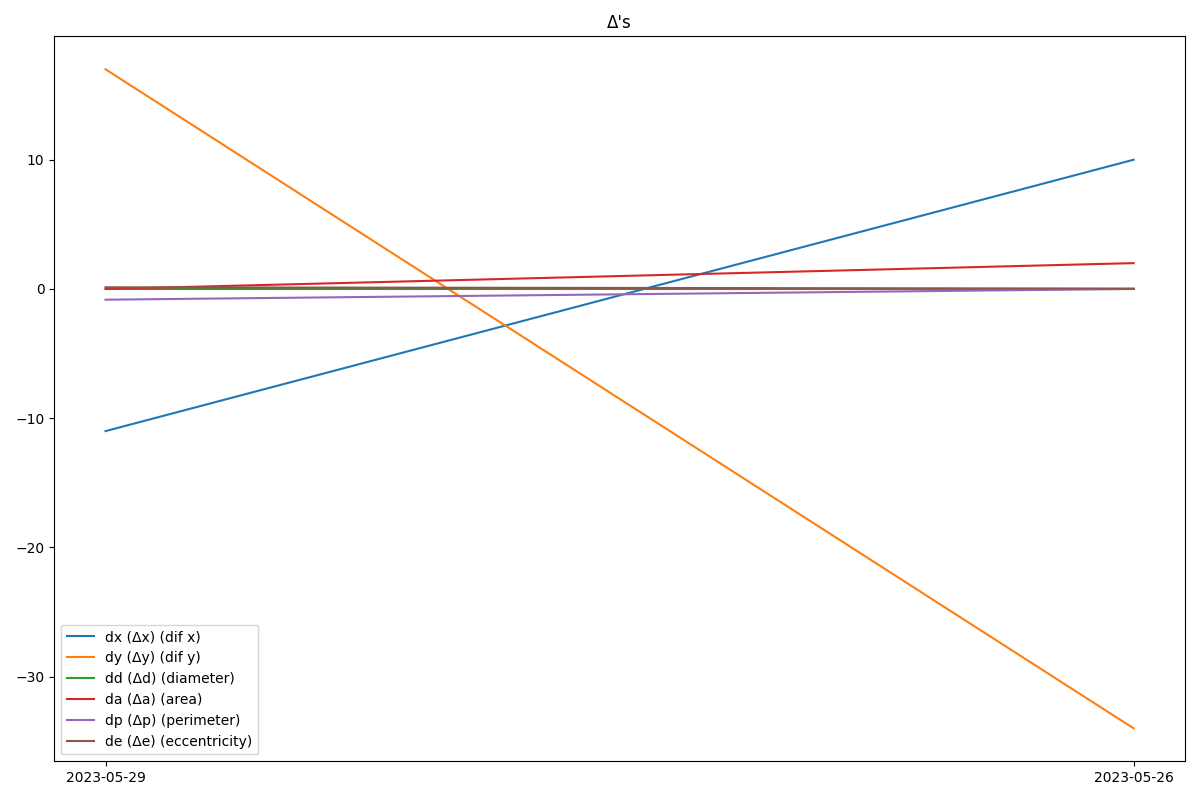 Δ's
10
0
−10
−20
−30
dx (Δx) (dif x)
dy (Δy) (dif y)
dd (Δd) (diameter)
da (Δa) (area)
dp (Δp) (perimeter)
de (Δe) (eccentricity)
2023-05-29
2023-05-26